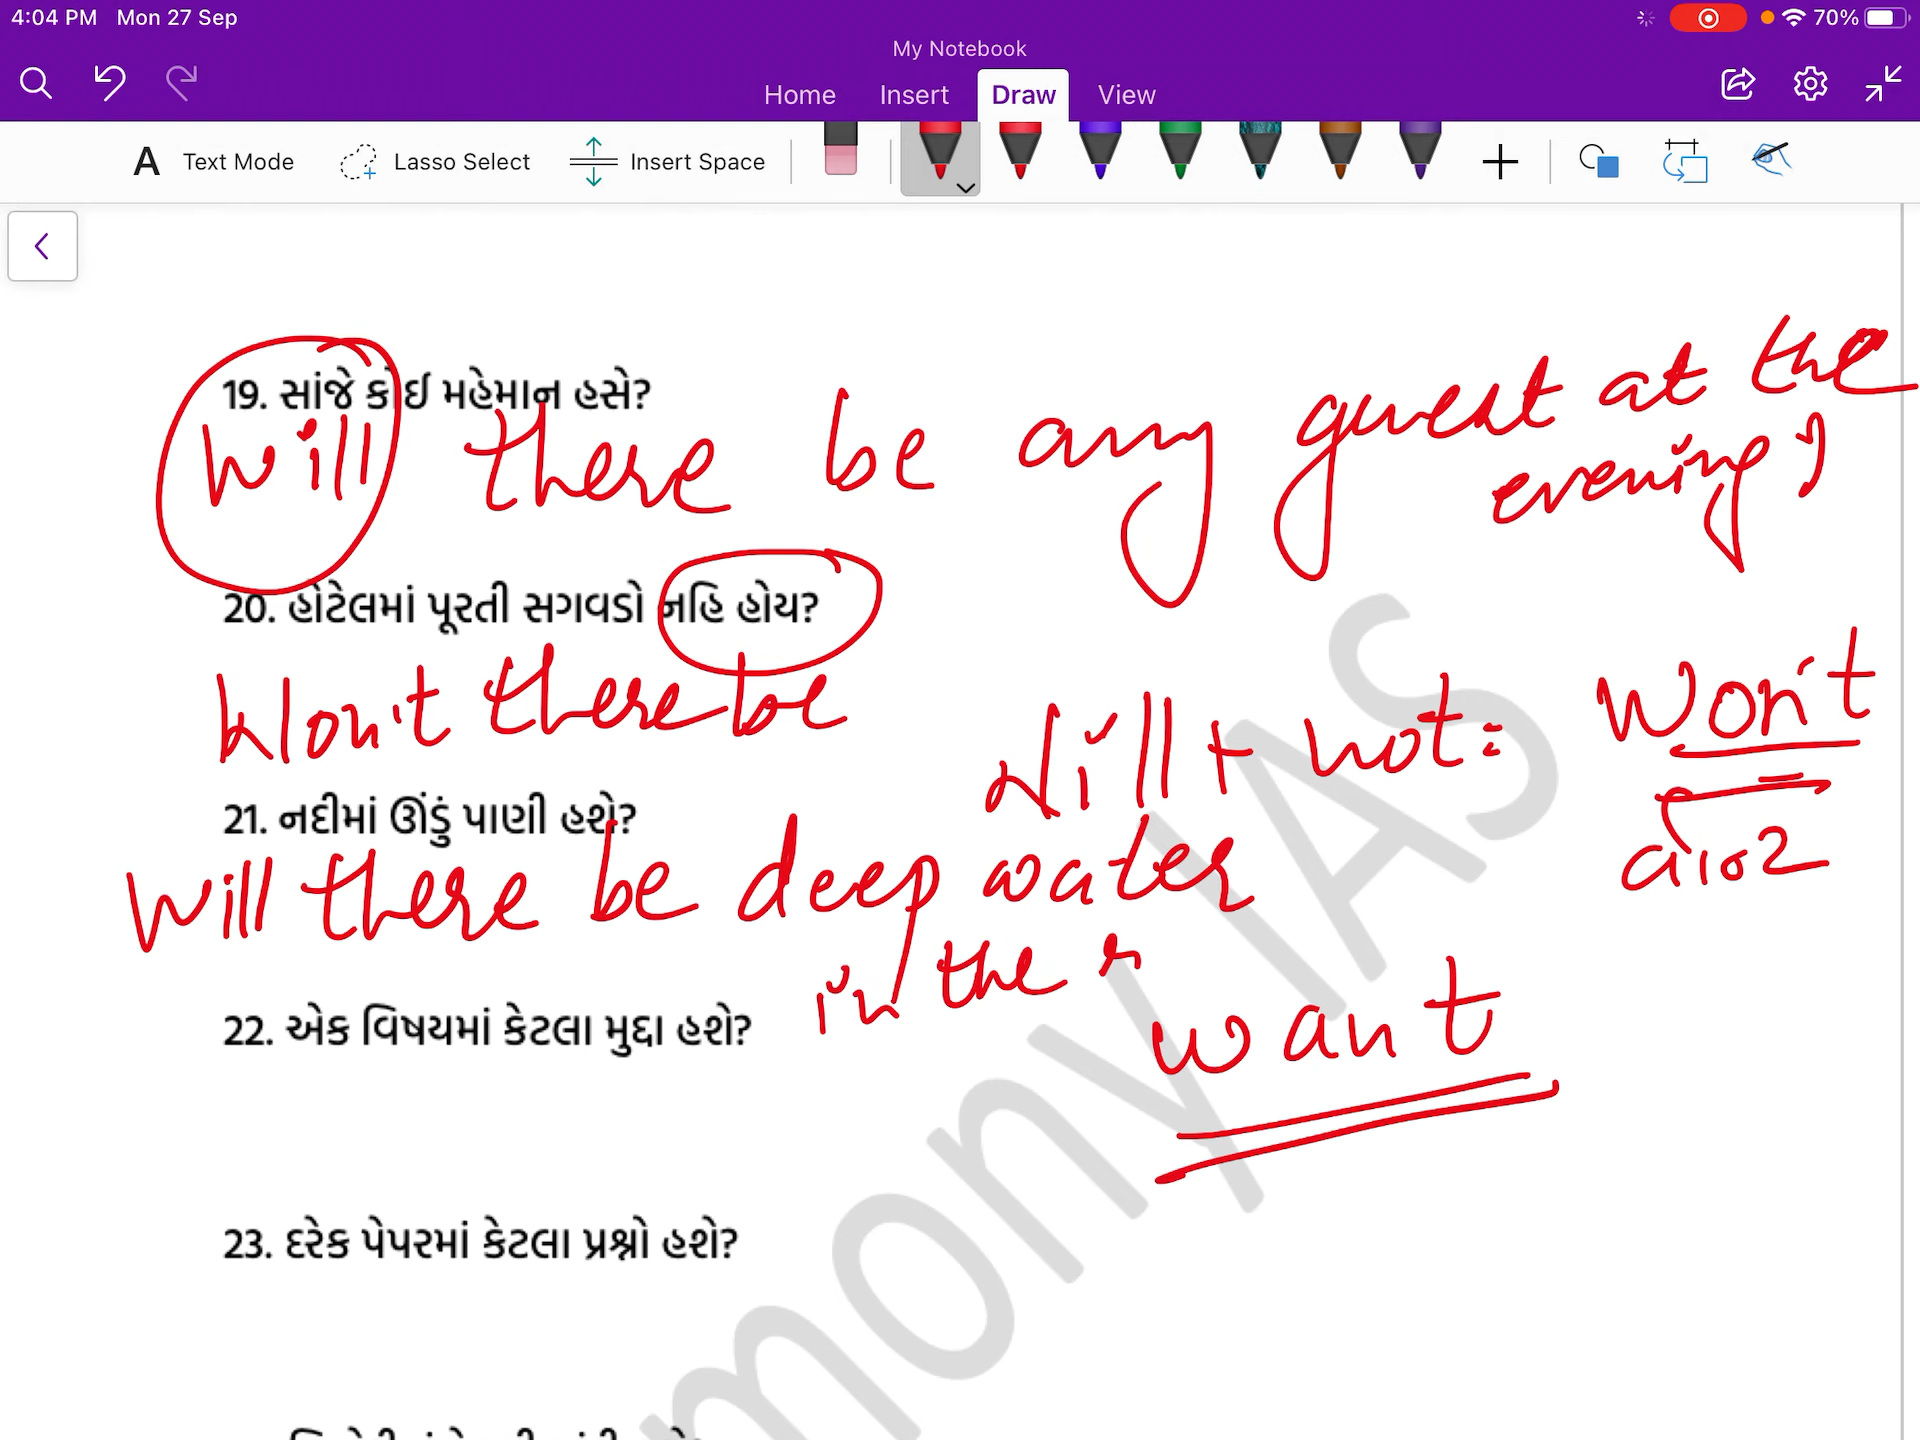 4:04 PM Mon 27 Sep
70%
My Notebook
Home Insert Draw View
A Text Mode Lasso Select Insert Space
19. સાંજે કોઈ મહેમાન હસે?
Will there be any guest at the
evening?
20. હોટેલમાં પૂરતી સગવડો નહિ હોય?
Won't there be
Will + not = Won't
21. નદીમાં ઊંડું પાણી હશે?
Will there be deep water
in the r
want
22. એક વિષયમાં કેટલા મુદ્દા હશે?
23. દરેક પેપરમાં કેટલા પ્રશ્નો હશે?
mony IAS